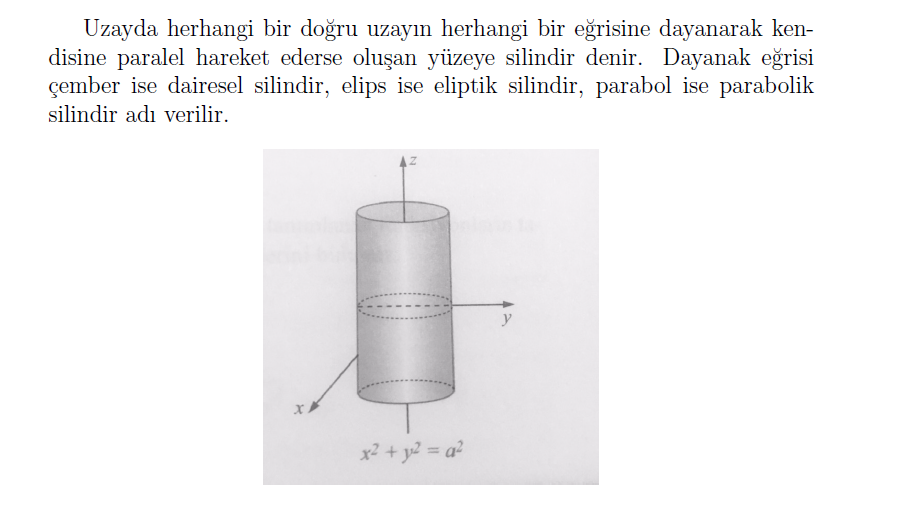 Uzayda herhangi bir doğru uzayın herhangi bir eğrisine dayanarak ken-
disine paralel hareket ederse oluşan yüzeye silindir denir. Dayanak eğrisi
çember ise dairesel silindir, elips ise eliptik silindir, parabol ise parabolik
silindir adı verilir.
z
y
x
x² + y² = a²